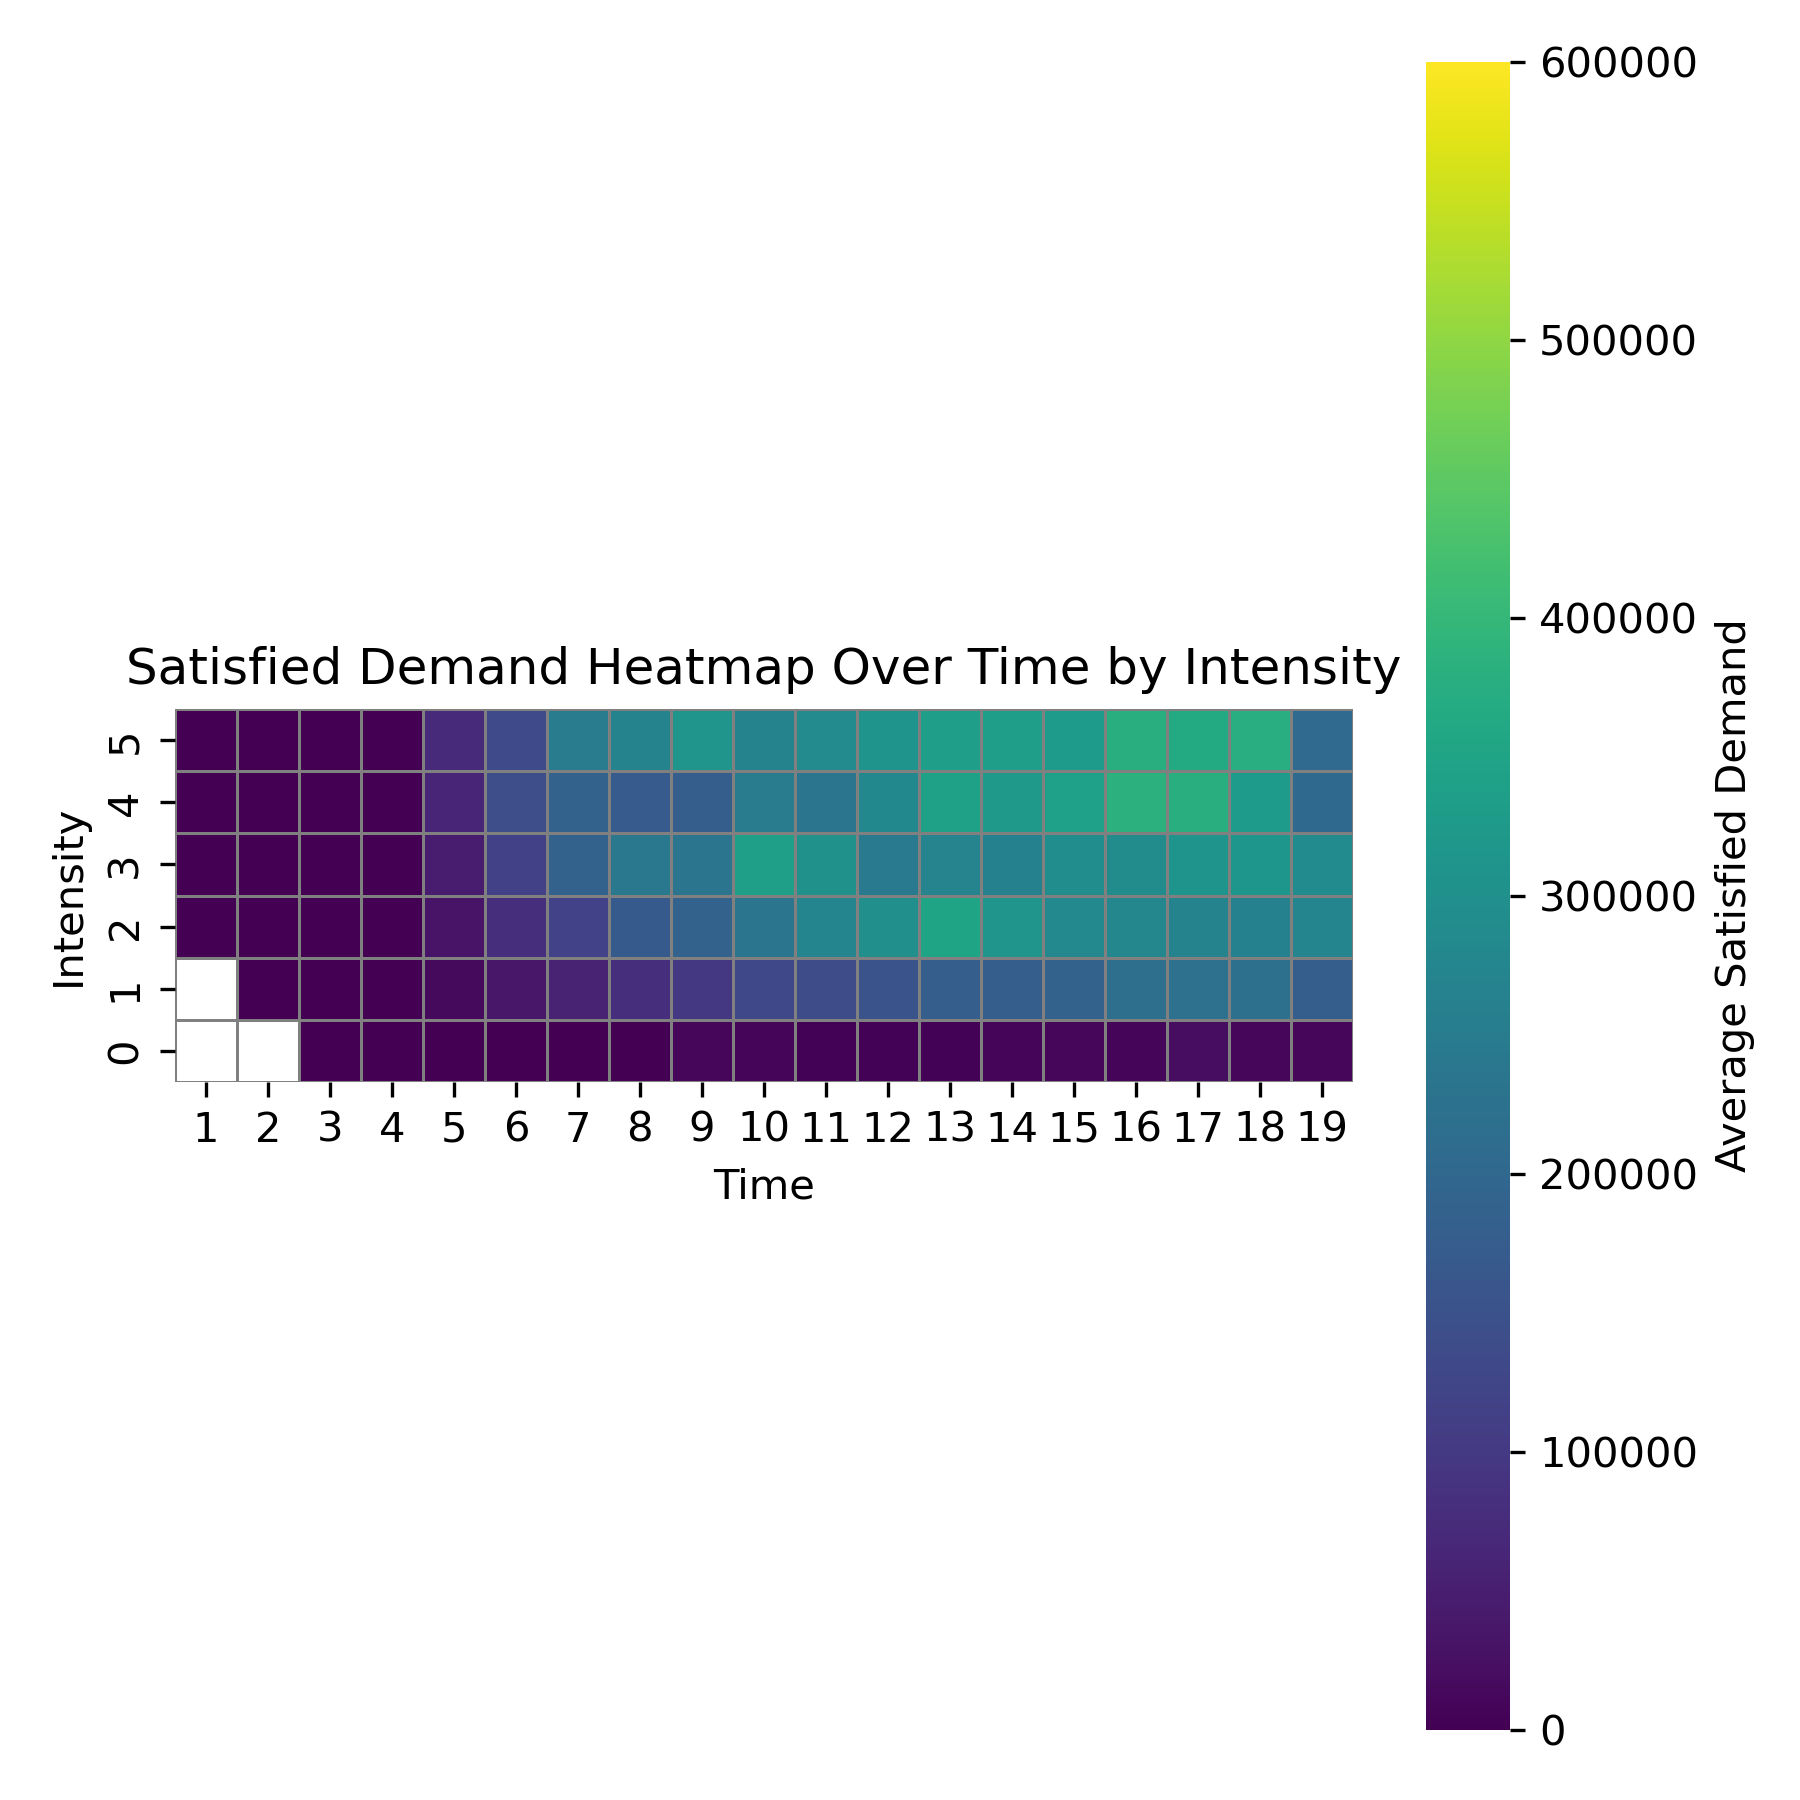 Satisfied Demand Heatmap Over Time by Intensity
Intensity
5
4
3
2
1
0
1 2 3 4 5 6 7 8 9 10 11 12 13 14 15 16 17 18 19
Time
600000
500000
400000
300000
200000
100000
0
Average Satisfied Demand